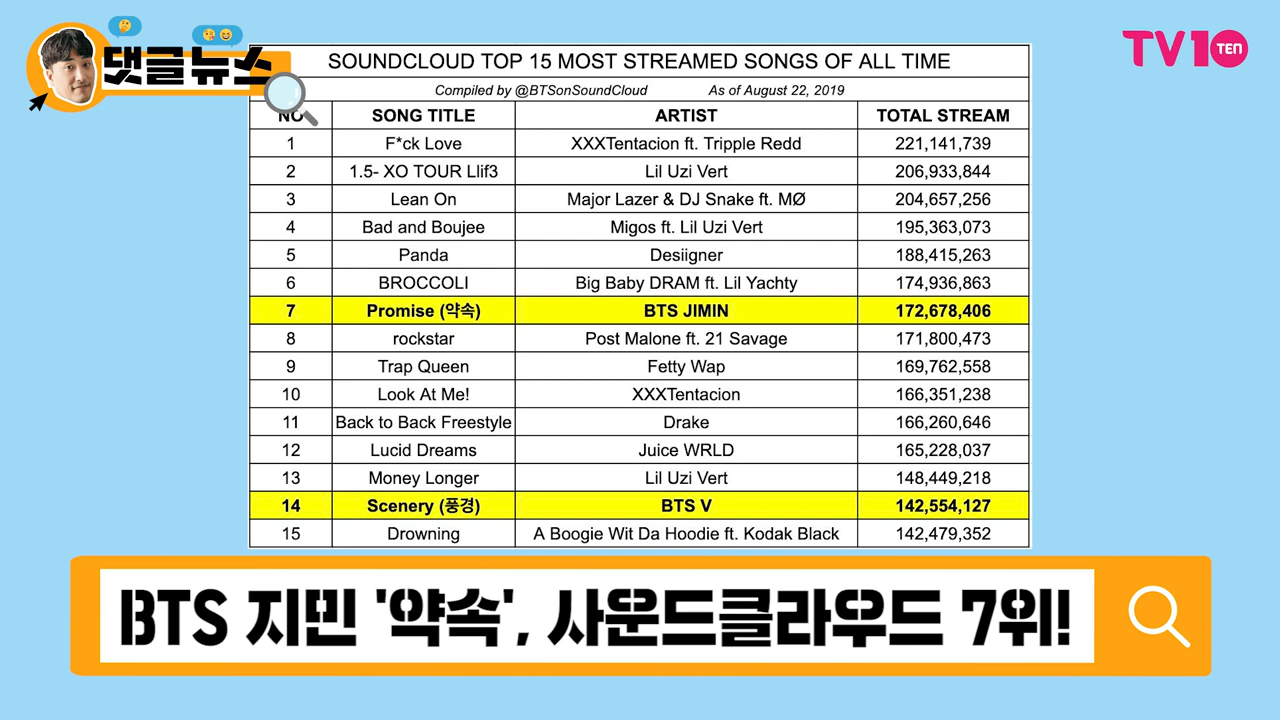 댓글뉴스
TV10 TEN
SOUNDCLOUD TOP 15 MOST STREAMED SONGS OF ALL TIME
Compiled by @BTSonSoundCloud As of August 22, 2019
NO SONG TITLE ARTIST TOTAL STREAM
1 F*ck Love XXXTentacion ft. Tripple Redd 221,141,739
2 1.5- XO TOUR Llif3 Lil Uzi Vert 206,933,844
3 Lean On Major Lazer & DJ Snake ft. MØ 204,657,256
4 Bad and Boujee Migos ft. Lil Uzi Vert 195,363,073
5 Panda Desiigner 188,415,263
6 BROCCOLI Big Baby DRAM ft. Lil Yachty 174,936,863
7 Promise (약속) BTS JIMIN 172,678,406
8 rockstar Post Malone ft. 21 Savage 171,800,473
9 Trap Queen Fetty Wap 169,762,558
10 Look At Me! XXXTentacion 166,351,238
11 Back to Back Freestyle Drake 166,260,646
12 Lucid Dreams Juice WRLD 165,228,037
13 Money Longer Lil Uzi Vert 148,449,218
14 Scenery (풍경) BTS V 142,554,127
15 Drowning A Boogie Wit Da Hoodie ft. Kodak Black 142,479,352
BTS 지민 '약속', 사운드클라우드 7위!